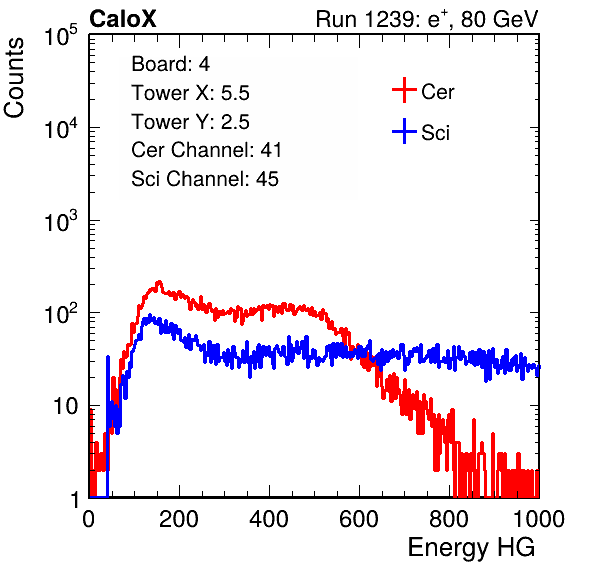 CaloX Run 1239: e⁺, 80 GeV
Counts
Board: 4
Tower X: 5.5
Tower Y: 2.5
Cer Channel: 41
Sci Channel: 45
Cer
Sci
10⁵
10⁴
10³
10²
10
1
0 200 400 600 800 1000
Energy HG